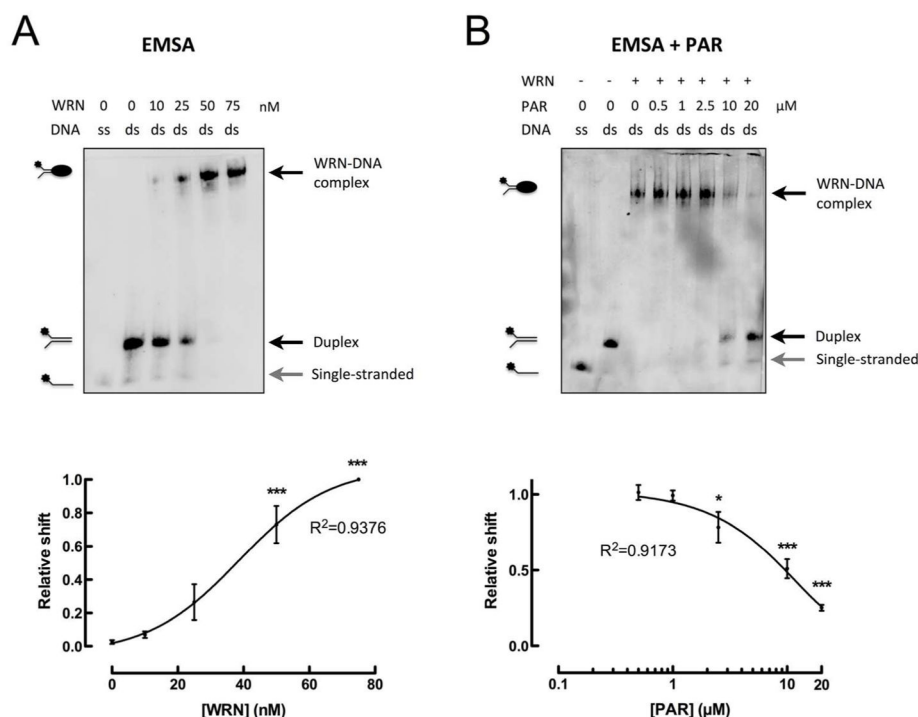 A
EMSA
WRN 0 0 10 25 50 75 nM
DNA ss ds ds ds ds ds
WRN-DNA
complex
Duplex
Single-stranded
Relative shift
1.0
0.8
0.6
0.4
0.2
0.0
***
***
R²=0.9376
0 20 40 60 80
[WRN] (nM)
B
EMSA + PAR
WRN - - + + + + + +
PAR 0 0 0 0.5 1 2.5 10 20 µM
DNA ss ds ds ds ds ds ds ds
WRN-DNA
complex
Duplex
Single-stranded
Relative shift
1.0
0.5
0.0
*
***
***
R²=0.9173
0.1 1 10 20
[PAR] (µM)